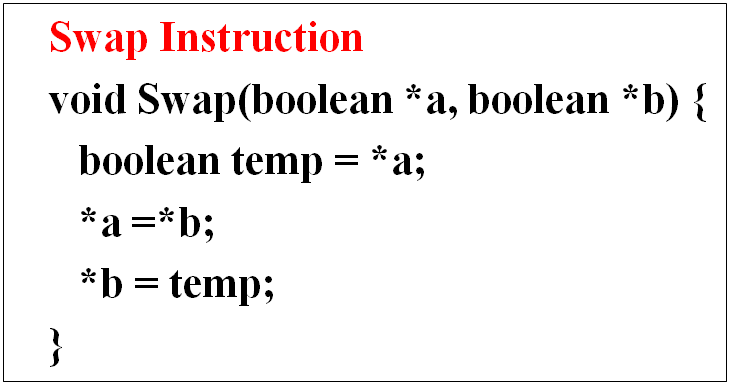 Swap Instruction
void Swap(boolean *a, boolean *b) {
boolean temp = *a;
*a =*b;
*b = temp;
}